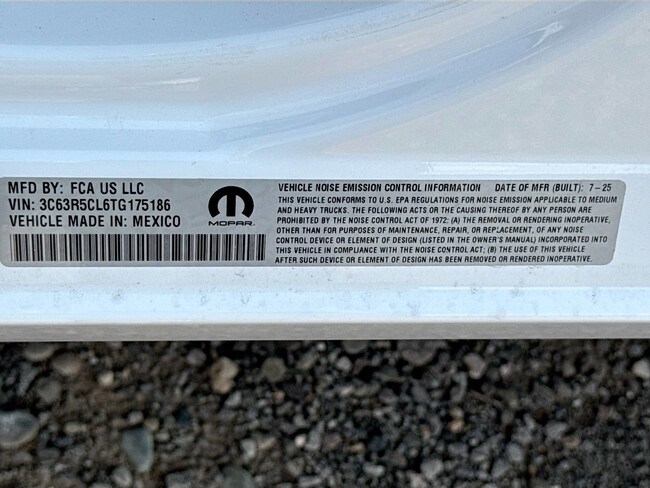 MFD BY: FCA US LLC
VIN: 3C63R5CL6TG175186
VEHICLE MADE IN: MEXICO
MOPAR.
VEHICLE NOISE EMISSION CONTROL INFORMATION DATE OF MFR (BUILT): 7-25
THIS VEHICLE CONFORMS TO U.S. EPA REGULATIONS FOR NOISE EMISSION APPLICABLE TO MEDIUM
AND HEAVY TRUCKS. THE FOLLOWING ACTS OR THE CAUSING THEREOF BY ANY PERSON ARE
PROHIBITED BY THE NOISE CONTROL ACT OF 1972: (A) THE REMOVAL OR RENDERING INOPERATIVE,
OTHER THAN FOR PURPOSES OF MAINTENANCE, REPAIR, OR REPLACEMENT, OF ANY NOISE
CONTROL DEVICE OR ELEMENT OF DESIGN (LISTED IN THE OWNER'S MANUAL) INCORPORATED INTO
THIS VEHICLE IN COMPLIANCE WITH THE NOISE CONTROL ACT; (B) THE USE OF THIS VEHICLE
AFTER SUCH DEVICE OR ELEMENT OF DESIGN HAS BEEN REMOVED OR RENDERED INOPERATIVE.